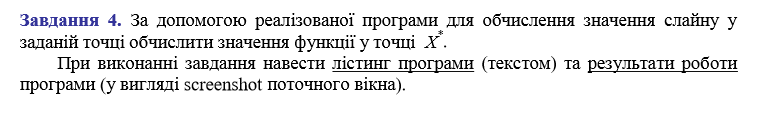 Завдання 4. За допомогою реалізованої програми для обчислення значення слайну у
заданій точці обчислити значення функції у точці X*.
При виконанні завдання навести лістинг програми (текстом) та результати роботи
програми (у вигляді screenshot поточного вікна).